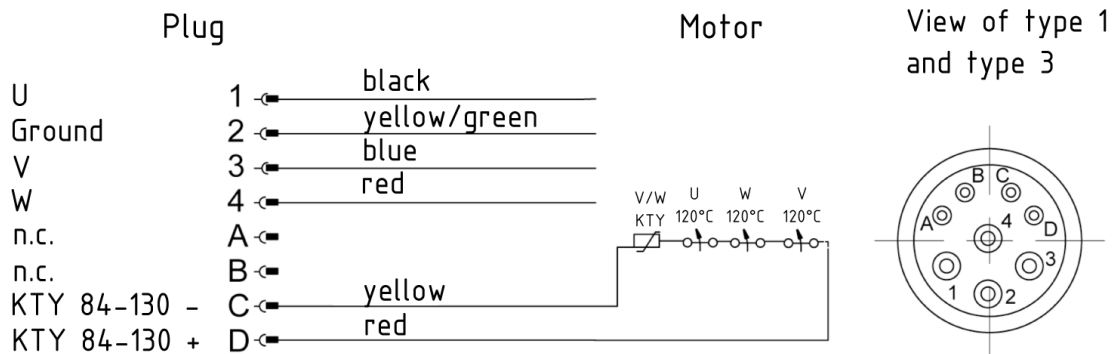 Plug
Motor
View of type 1
and type 3
U 1 black
Ground 2 yellow/green
V 3 blue
W 4 red
n.c. A
n.c. B
KTY 84-130 - C yellow
KTY 84-130 + D red
V/W U W V
KTY 120°C 120°C 120°C
B C
A D
4
1 3
2